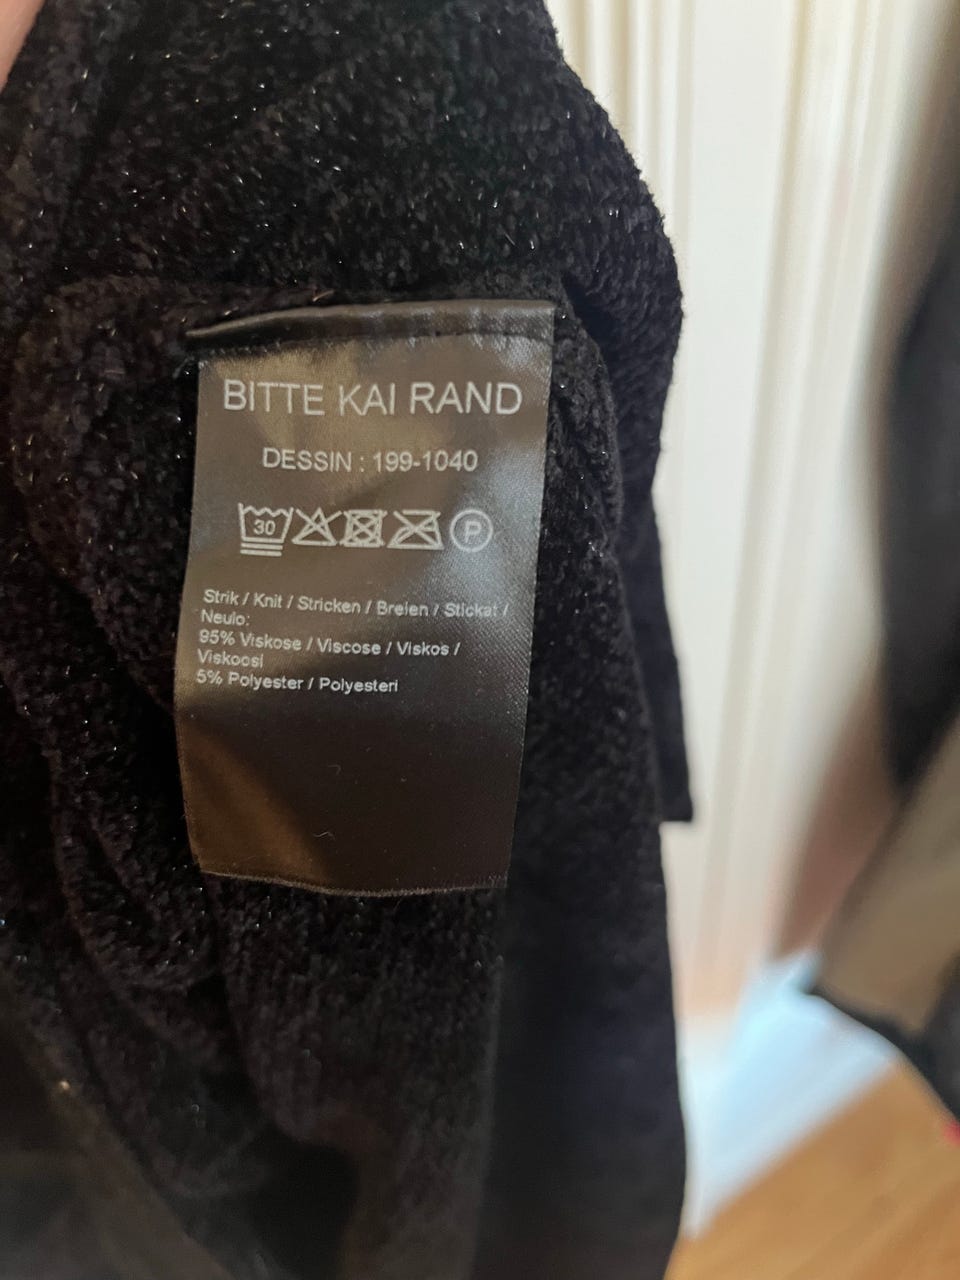 BITTE KAI RAND
DESSIN : 199-1040
30 P
Strik / Knit / Stricken / Breien / Stickat /
Neulo:
95% Viskose / Viscose / Viskos /
Viskoosi
5% Polyester / Polyesteri